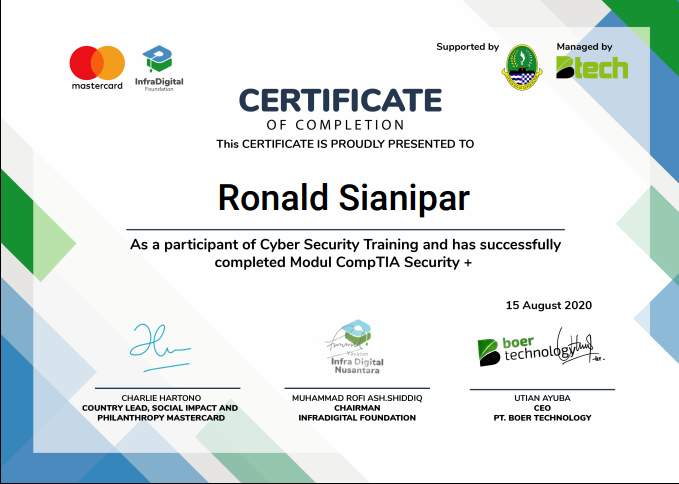 mastercard
InfraDigital
Foundation
Supported by
Managed by
Btech
CERTIFICATE
OF COMPLETION
This CERTIFICATE IS PROUDLY PRESENTED TO
Ronald Sianipar
As a participant of Cyber Security Training and has successfully
completed Modul CompTIA Security +
15 August 2020
Yayasan
Infra Digital
Nusantara
boer
technology
CHARLIE HARTONO
COUNTRY LEAD, SOCIAL IMPACT AND
PHILANTHROPY MASTERCARD
MUHAMMAD ROFI ASH.SHIDDIQ
CHAIRMAN
INFRADIGITAL FOUNDATION
UTIAN AYUBA
CEO
PT. BOER TECHNOLOGY